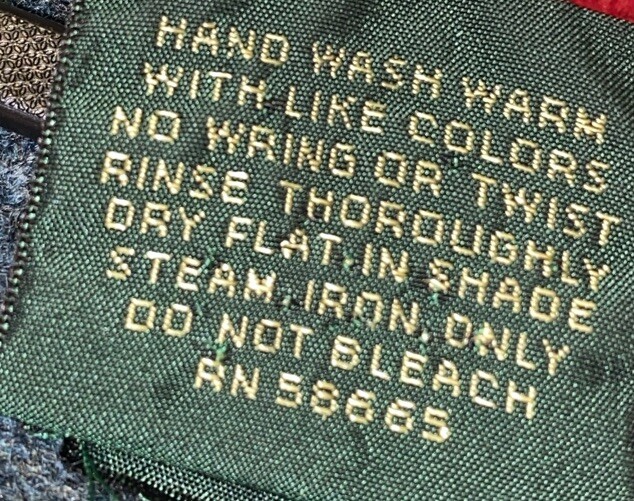 HAND WASH WARM
WITH LIKE COLORS
NO WRING OR TWIST
RINSE THOROUGHLY
DRY FLAT IN SHADE
STEAM IRON ONLY
DO NOT BLEACH
RN 58665